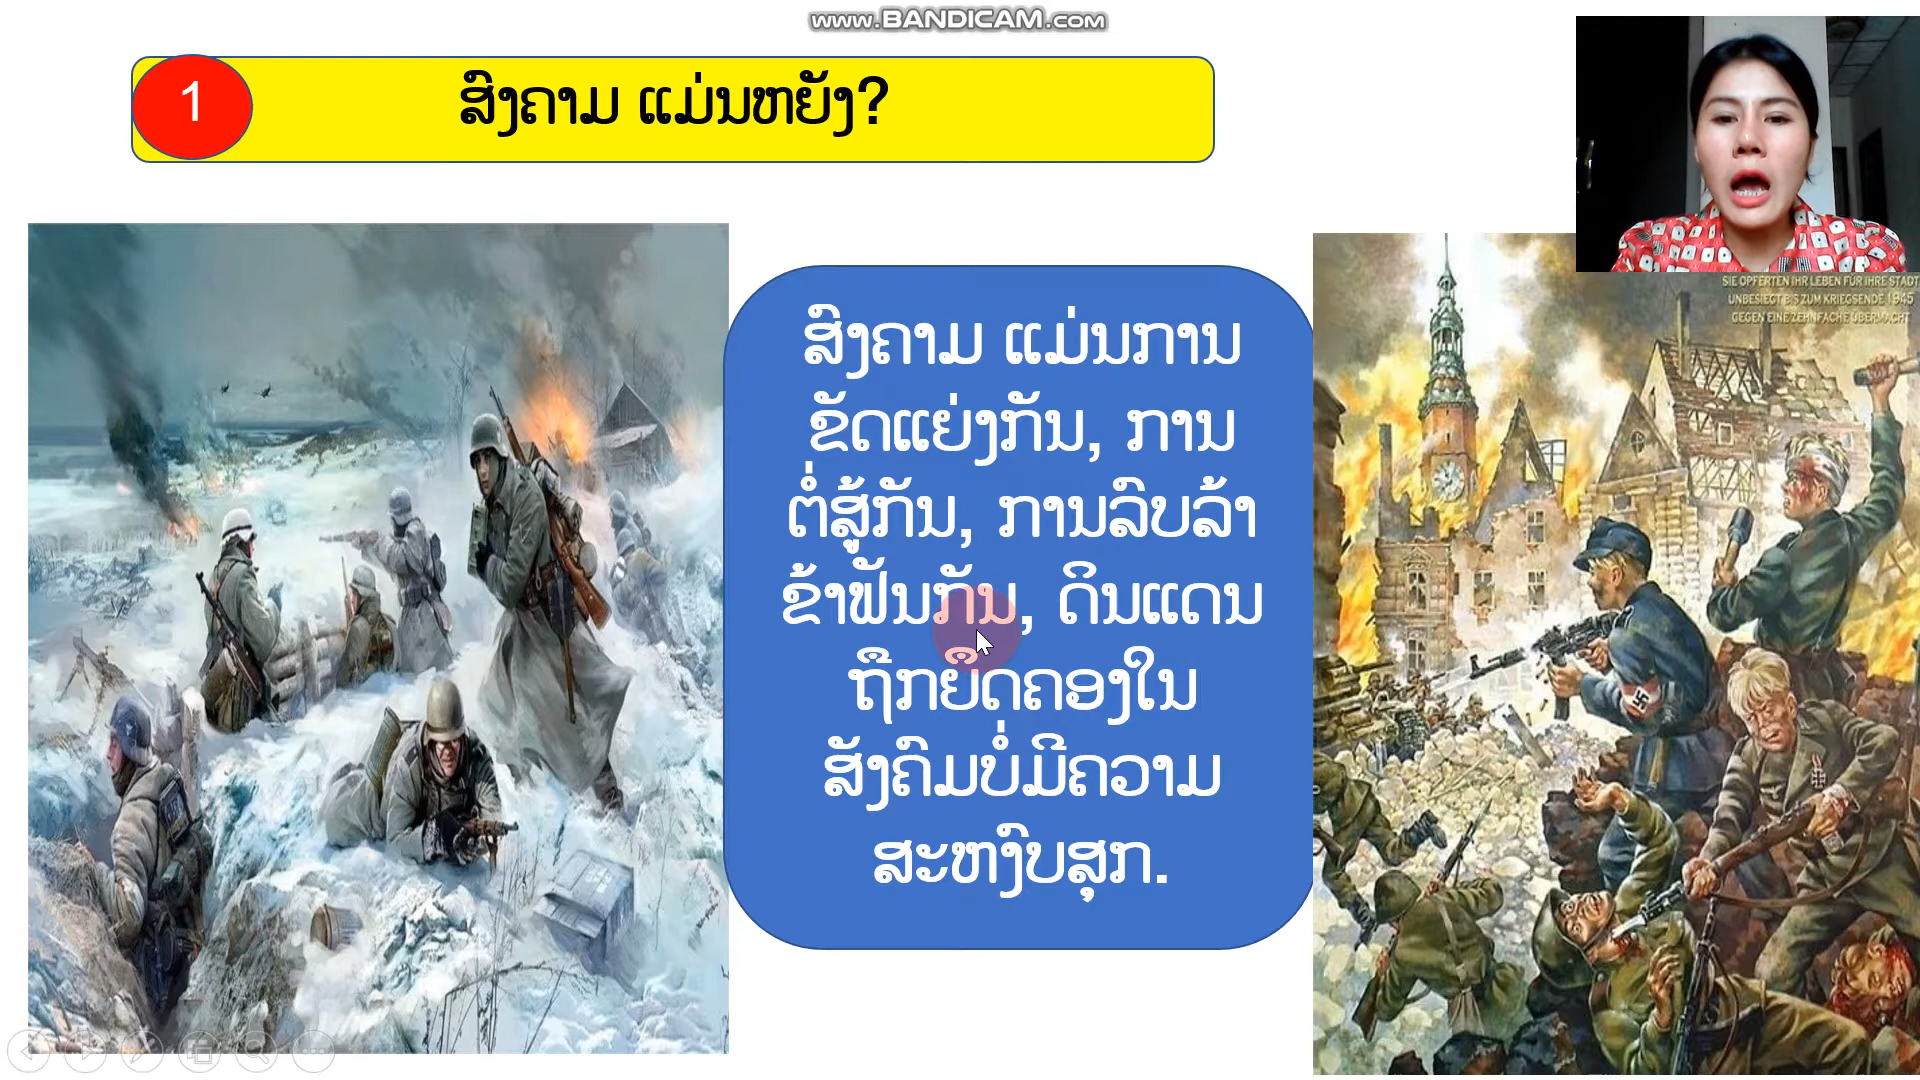 www.BANDICAM.com
1
ສົງຄາມ ແມ່ນຫຍັງ?
ສົງຄາມ ແມ່ນການ
ຂັດແຍ່ງກັນ, ການ
ຕໍ່ສູ້ກັນ, ການລົບລ້າ
ຂ້າຟັນກັນ, ດິນແດນ
ຖືກຍຶດຄອງໃນ
ສັງຄົມບໍ່ມີຄວາມ
ສະຫງົບສຸກ.
SIE OPFERTEN IHR LEBEN FÜR IHRE STADT
UNBESIEGT BIS ZUM KRIEGSENDE 1945
GEGEN EINE ZEHNFACHE ÜBERMACHT